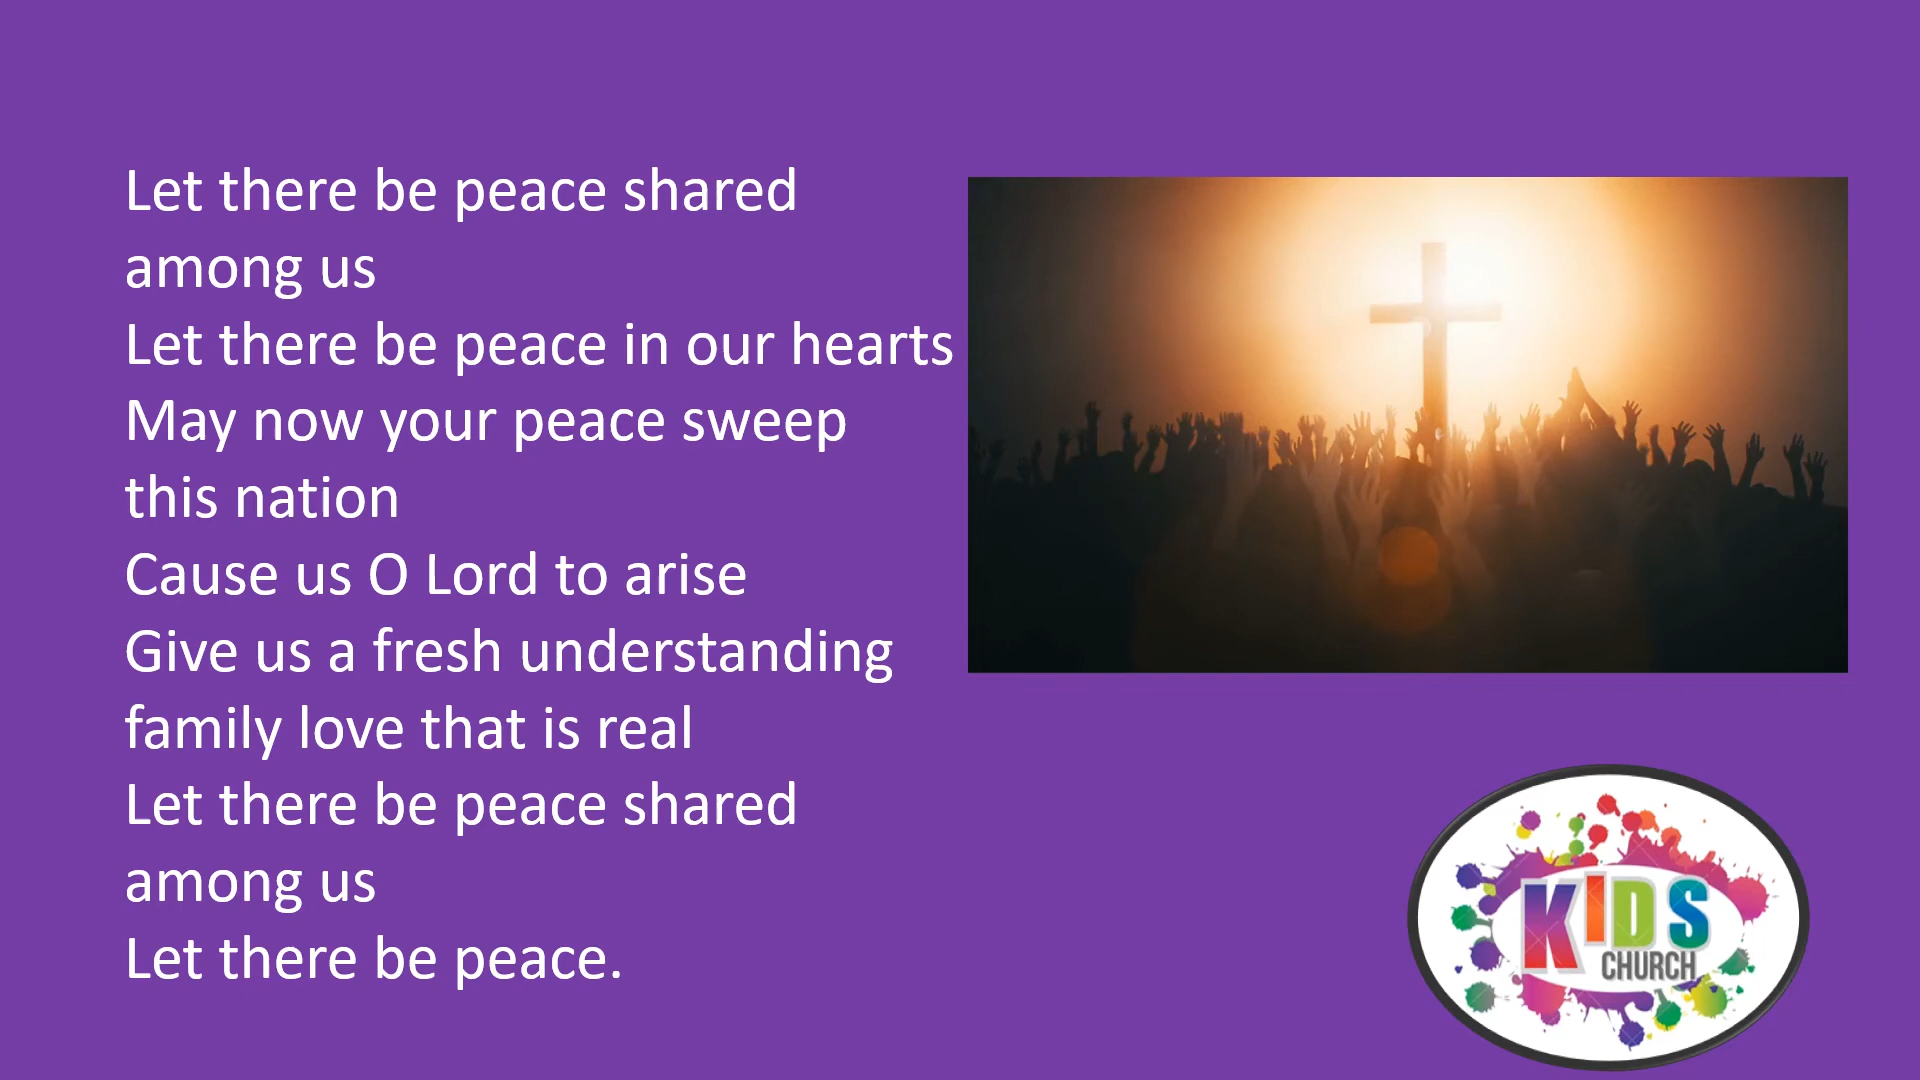 Let there be peace shared
among us
Let there be peace in our hearts
May now your peace sweep
this nation
Cause us O Lord to arise
Give us a fresh understanding
family love that is real
Let there be peace shared
among us
Let there be peace.
KIDS
CHURCH